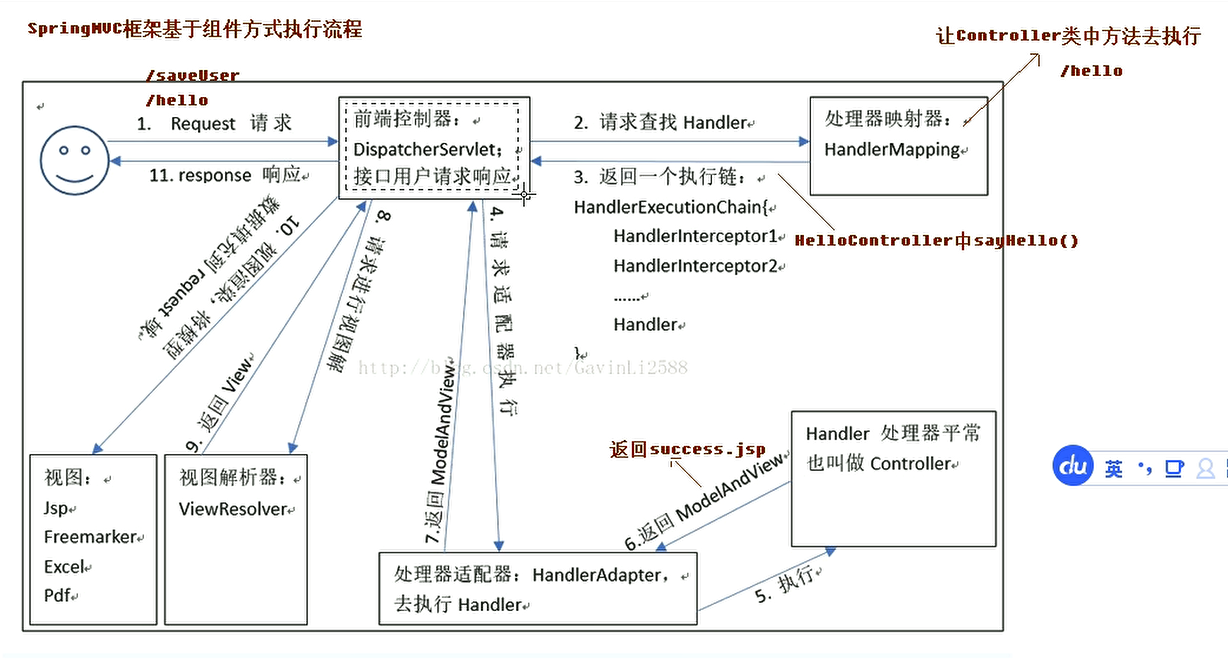 SpringMVC框架基于组件方式执行流程
让Controller类中方法去执行
/hello
/saveUser
/hello
1. Request 请求
11. response 响应
前端控制器：
DispatcherServlet；
接口用户请求响应
2. 请求查找 Handler
3. 返回一个执行链：
HandlerExecutionChain{
HandlerInterceptor1
HandlerInterceptor2
......
Handler
}
处理器映射器：
HandlerMapping
HelloController中sayHello()
10. 视图渲染，将模型
数据填充到 request 域
9. 返回 View
8. 请求进行视图解
7.返回 ModelAndView
4. 请求适配器执行
http://blog.csdn.net/GavinLi2588
返回success.jsp
6.返回 ModelAndView
5. 执行
Handler 处理器平常
也叫做 Controller
视图：
Jsp
Freemarker
Excel
Pdf
视图解析器：
ViewResolver
处理器适配器：HandlerAdapter，
去执行 Handler
du 英